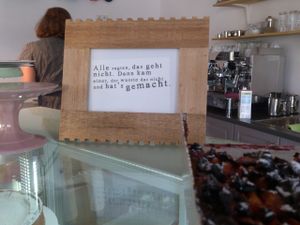 Alle sagten, das geht
nicht. Dann kam
einer, der wusste das nicht
und hat's gemacht.